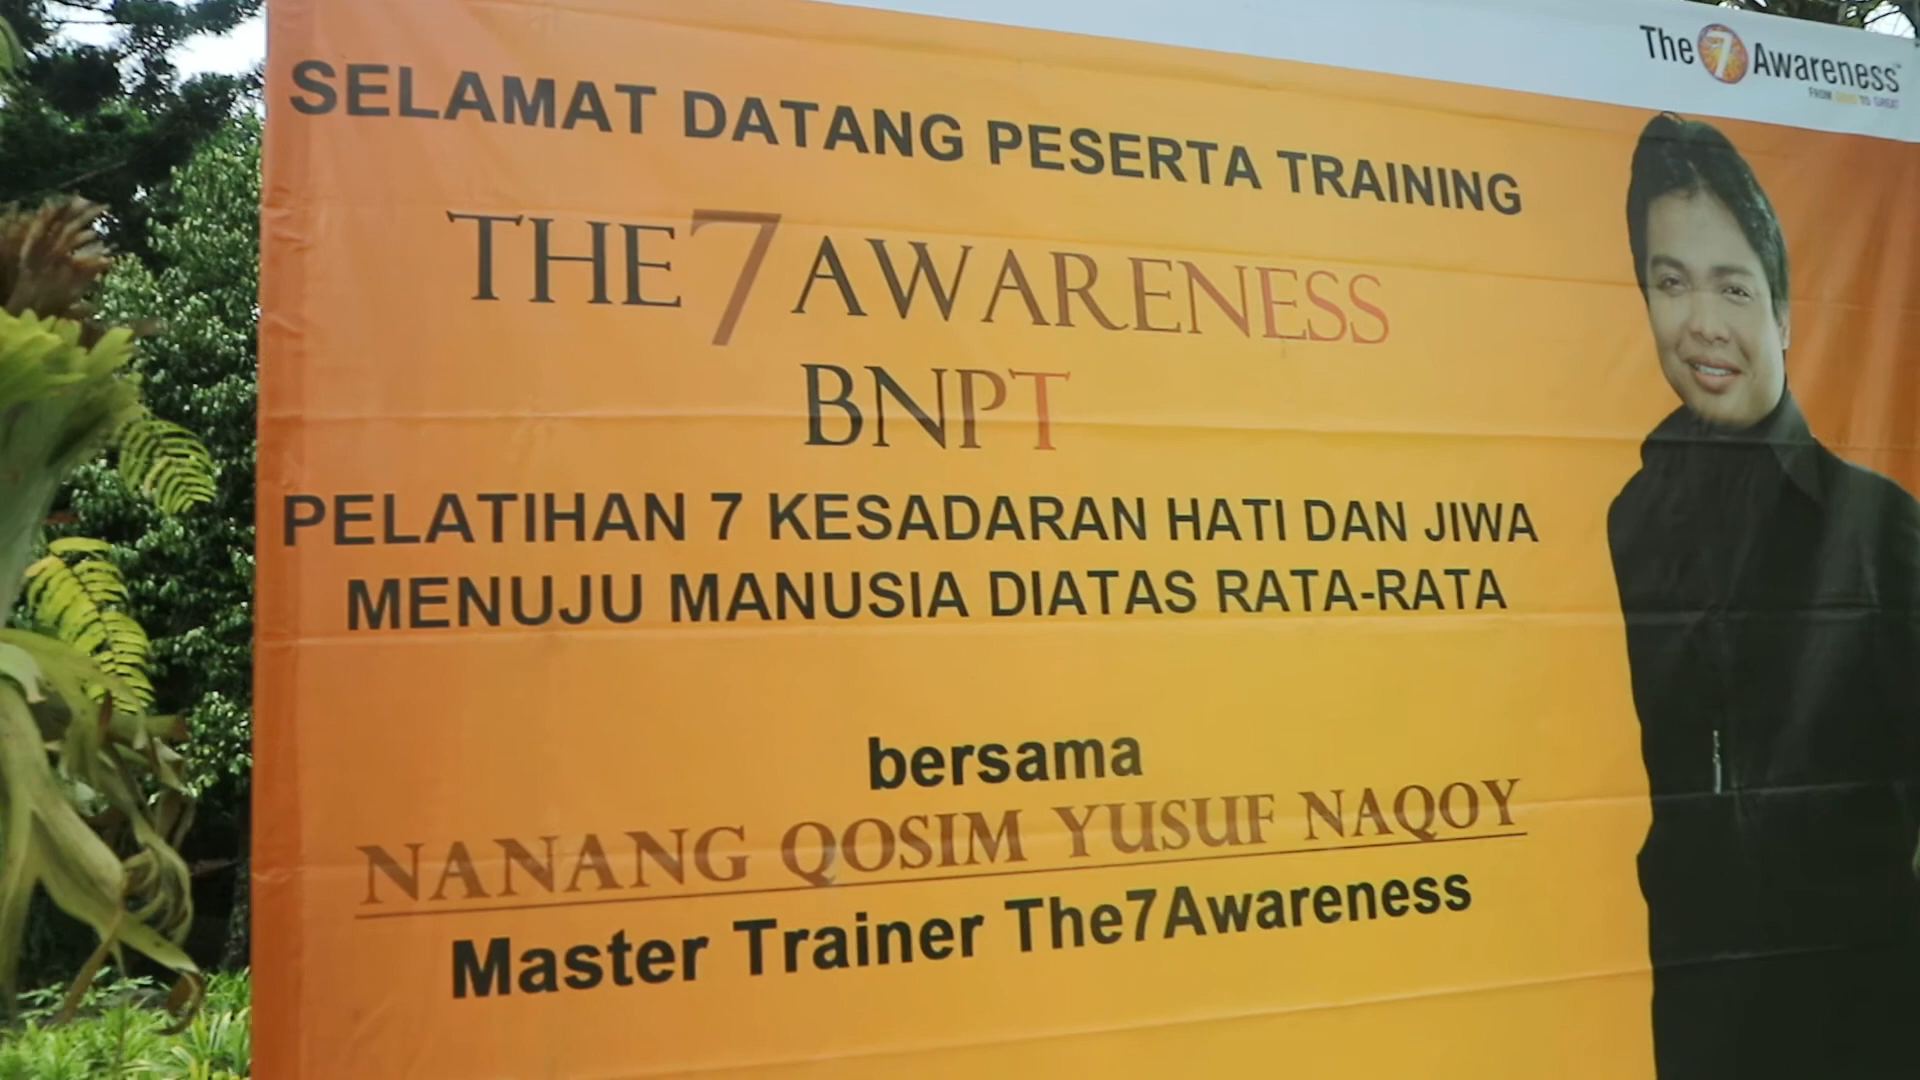 The 7 Awareness™
FROM GOOD TO GREAT
SELAMAT DATANG PESERTA TRAINING
THE 7 AWARENESS
BNPT
PELATIHAN 7 KESADARAN HATI DAN JIWA
MENUJU MANUSIA DIATAS RATA-RATA
bersama
NANANG QOSIM YUSUF NAQOY
Master Trainer The7Awareness